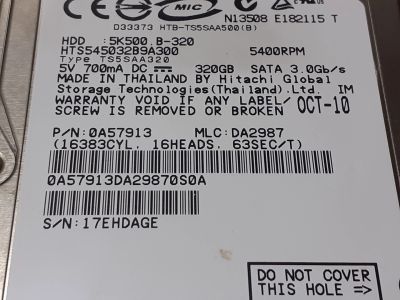 MIC
N13508 E182115 T
D33373 HTB-TS5SAA500(B)
HDD :5K500.B-320
HTS545032B9A300 5400RPM
Type TS5SAA320
5V 700mA DC 320GB SATA 3.0Gb/s
MADE IN THAILAND BY Hitachi Global
Storage Technologies(Thailand).Ltd. IM
WARRANTY VOID IF ANY LABEL/
SCREW IS REMOVED OR BROKEN OCT-10
P/N:0A57913 MLC:DA2987
(16383CYL. 16HEADS. 63SEC/T)
0A57913DA29870S0A
S/N:17EHDAGE
DO NOT COVER
THIS HOLE =>